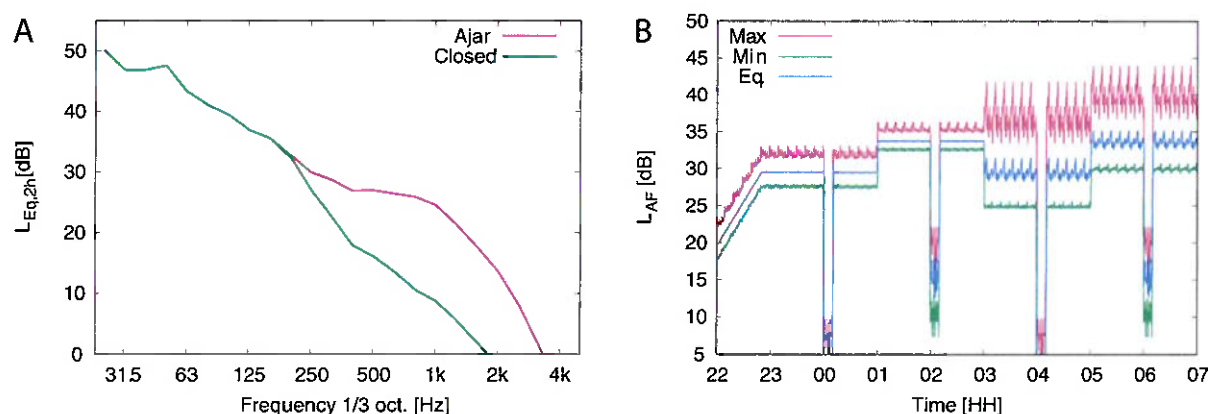 A
B
Ajar
Closed
Max
Min
Eq
50
40
30
20
10
0
L_Eq,2h [dB]
31.5
63
125
250
500
1k
2k
4k
Frequency 1/3 oct. [Hz]
50
45
40
35
30
25
20
15
10
5
L_AF [dB]
22
23
00
01
02
03
04
05
06
07
Time [HH]